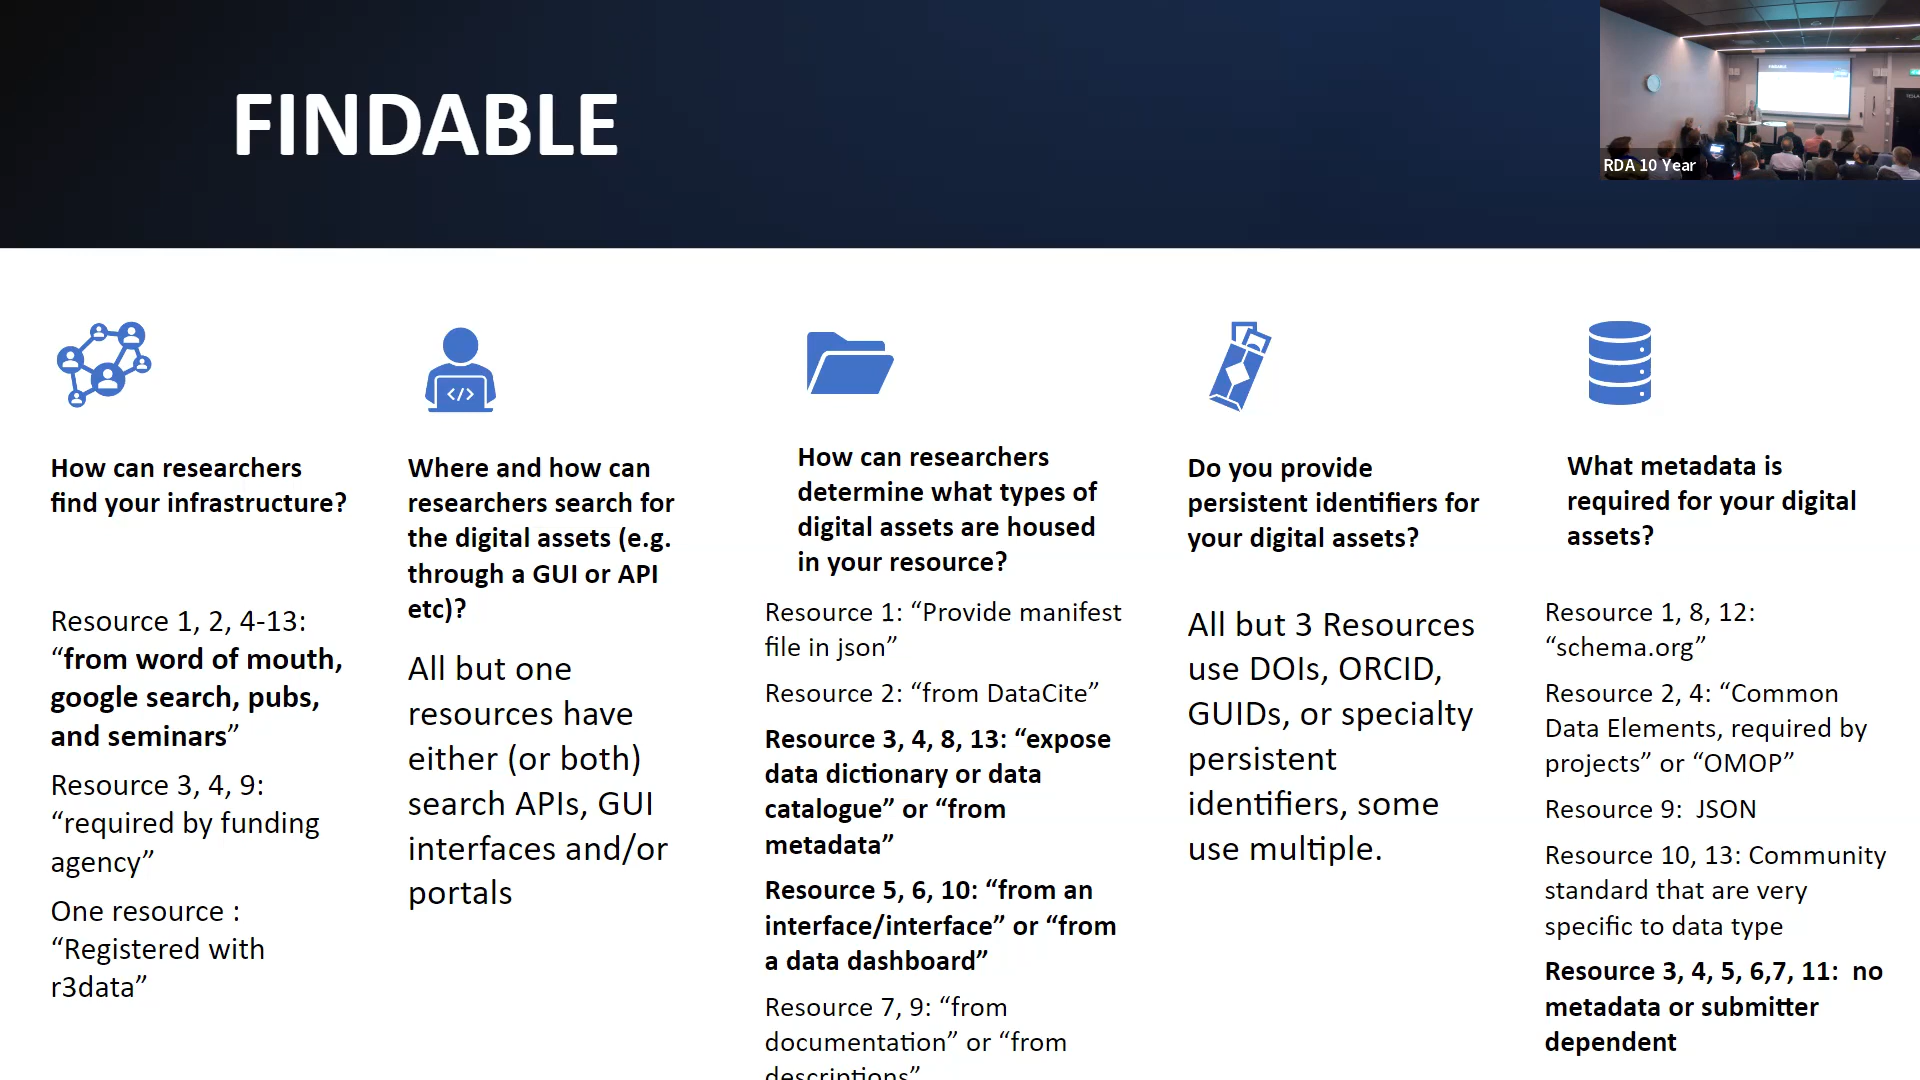 FINDABLE
RDA 10 Year
How can researchers
find your infrastructure?
Resource 1, 2, 4-13:
“from word of mouth,
google search, pubs,
and seminars”
Resource 3, 4, 9:
“required by funding
agency”
One resource :
“Registered with
r3data”
Where and how can
researchers search for
the digital assets (e.g.
through a GUI or API
etc)?
All but one
resources have
either (or both)
search APIs, GUI
interfaces and/or
portals
How can researchers
determine what types of
digital assets are housed
in your resource?
Resource 1: “Provide manifest
file in json”
Resource 2: “from DataCite”
Resource 3, 4, 8, 13: “expose
data dictionary or data
catalogue” or “from
metadata”
Resource 5, 6, 10: “from an
interface/interface” or “from
a data dashboard”
Resource 7, 9: “from
documentation” or “from
descriptions”
Do you provide
persistent identifiers for
your digital assets?
All but 3 Resources
use DOIs, ORCID,
GUIDs, or specialty
persistent
identifiers, some
use multiple.
What metadata is
required for your digital
assets?
Resource 1, 8, 12:
“schema.org”
Resource 2, 4: “Common
Data Elements, required by
projects” or “OMOP”
Resource 9:  JSON
Resource 10, 13: Community
standard that are very
specific to data type
Resource 3, 4, 5, 6,7, 11:  no
metadata or submitter
dependent